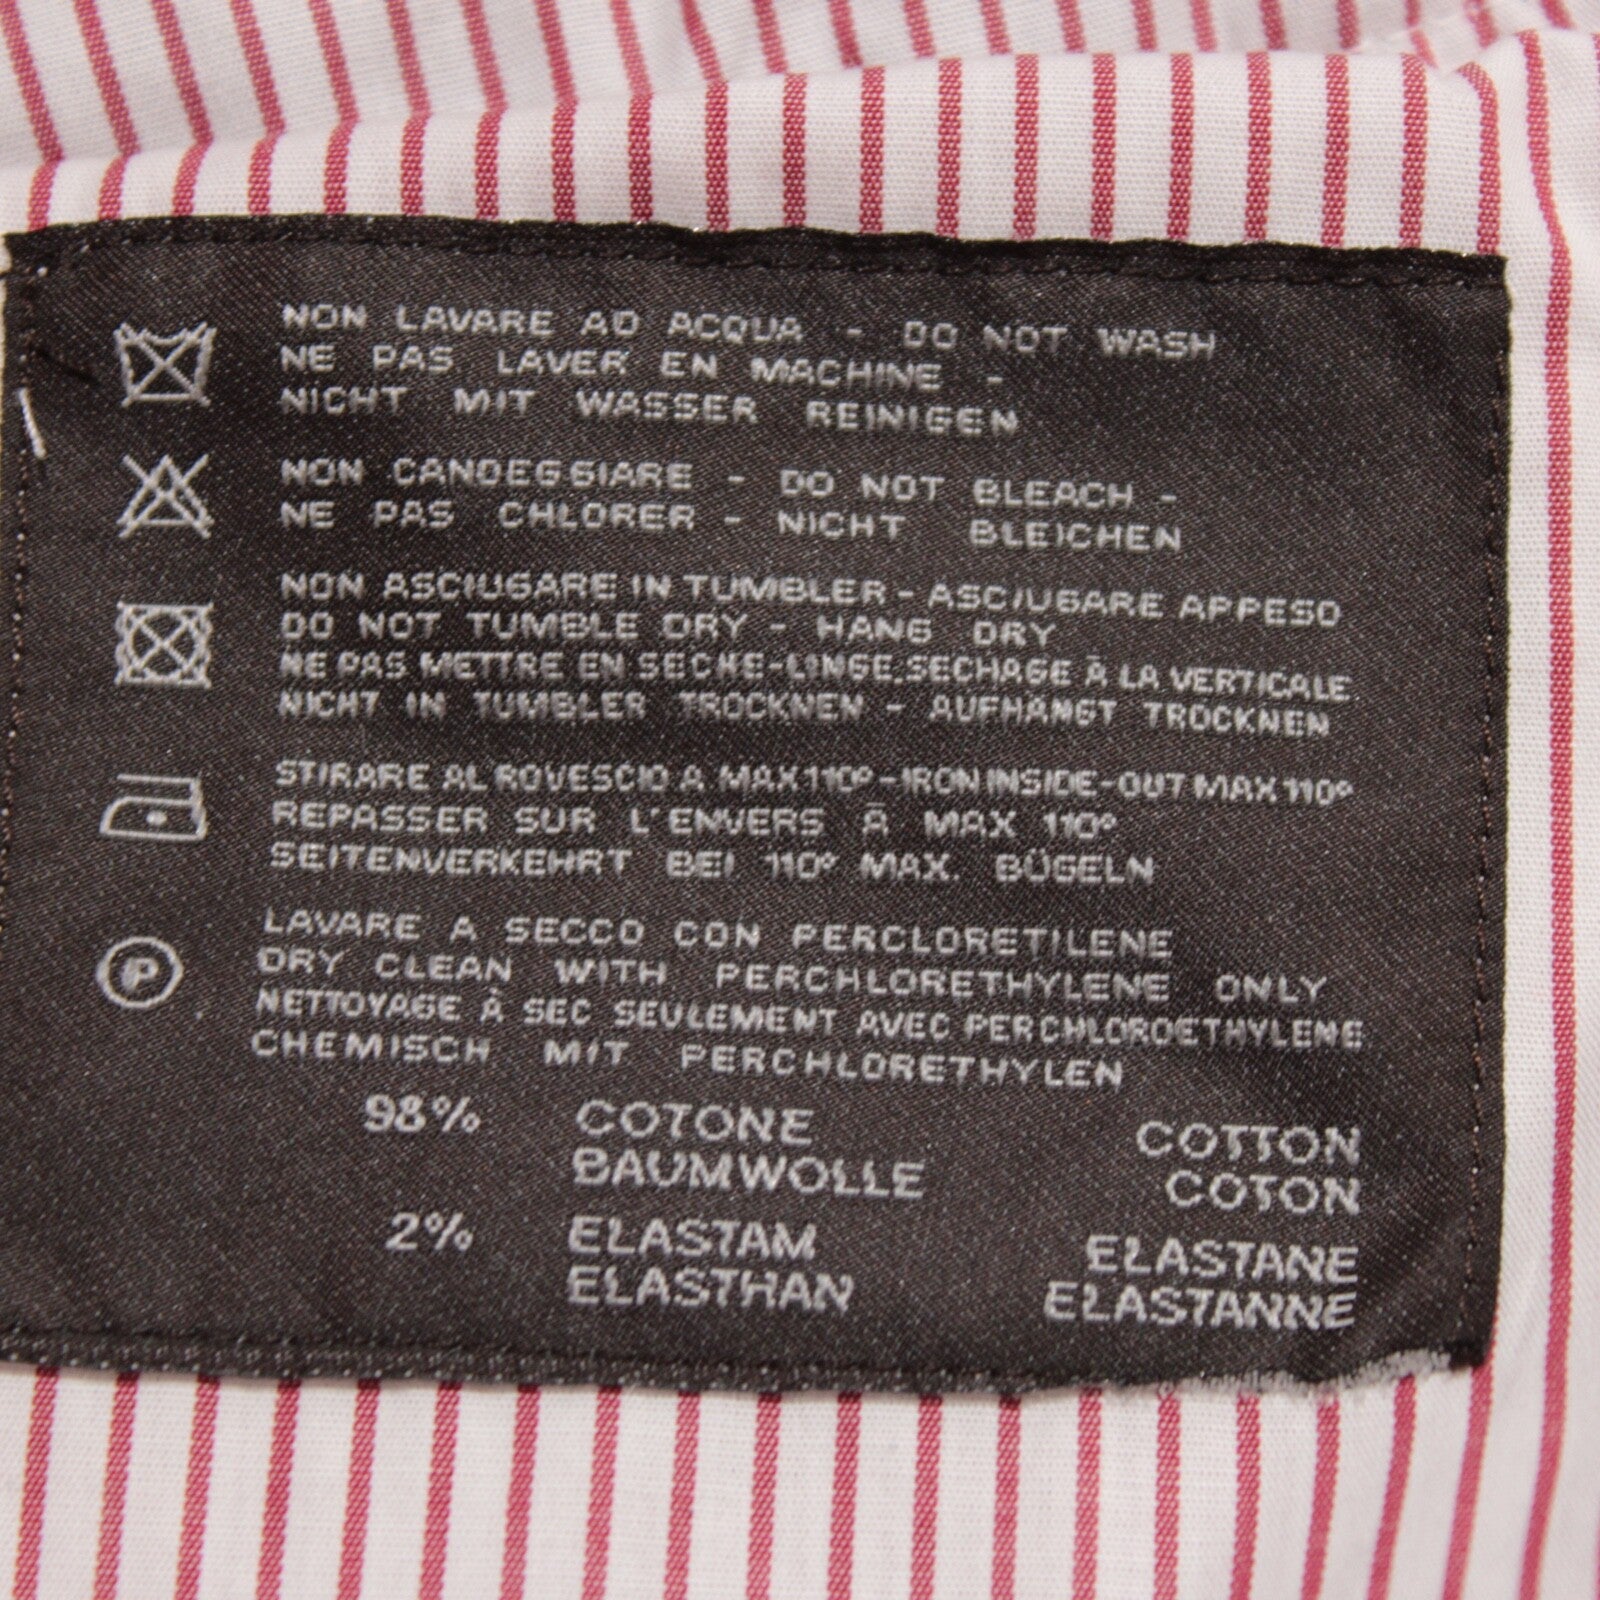 NON LAVARE AD ACQUA - DO NOT WASH
NE PAS LAVER EN MACHINE -
NICHT MIT WASSER REINIGEN
NON CANDEGGIARE - DO NOT BLEACH -
NE PAS CHLORER - NICHT BLEICHEN
NON ASCIUGARE IN TUMBLER - ASCIUGARE APPESO
DO NOT TUMBLE DRY - HANG DRY
NE PAS METTRE EN SECHE-LINGE.SECHAGE À LA VERTICALE
NICHT IN TUMBLER TROCKNEN - AUFHANGT TROCKNEN
STIRARE AL ROVESCIO A MAX 110° - IRON INSIDE-OUT MAX 110°
REPASSER SUR L'ENVERS À MAX 110°
SEITENVERKEHRT BEI 110° MAX. BÜGELN
P
LAVARE A SECCO CON PERCLORETILENE
DRY CLEAN WITH PERCHLORETHYLENE ONLY
NETTOYAGE À SEC SEULEMENT AVEC PERCHLOROETHYLENE
CHEMISCH MIT PERCHLORETHYLEN
98% COTONE COTTON
BAUMWOLLE COTON
2% ELASTAM ELASTANE
ELASTHAN ELASTANNE